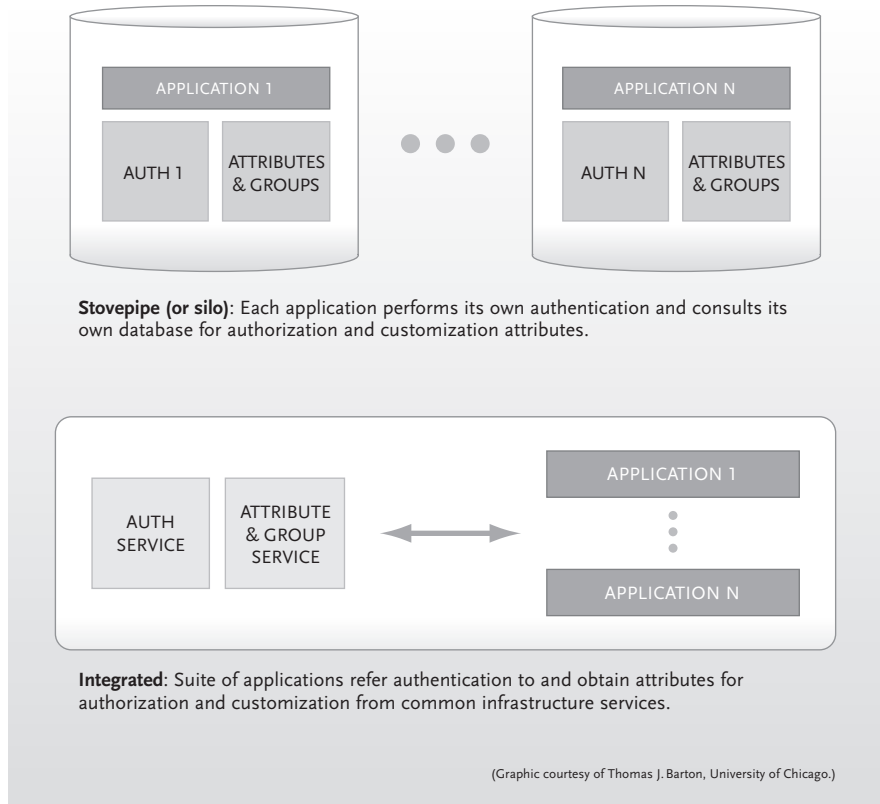 APPLICATION 1
AUTH 1
ATTRIBUTES
& GROUPS
APPLICATION N
AUTH N
ATTRIBUTES
& GROUPS
Stovepipe (or silo): Each application performs its own authentication and consults its
own database for authorization and customization attributes.
AUTH
SERVICE
ATTRIBUTE
& GROUP
SERVICE
APPLICATION 1
APPLICATION N
Integrated: Suite of applications refer authentication to and obtain attributes for
authorization and customization from common infrastructure services.
(Graphic courtesy of Thomas J. Barton, University of Chicago.)